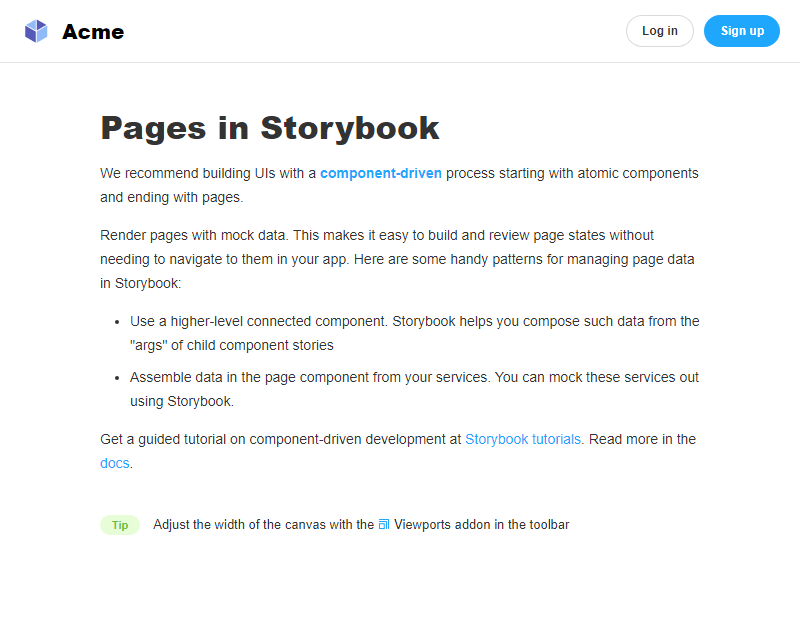 Acme
Log in
Sign up
Pages in Storybook
We recommend building UIs with a component-driven process starting with atomic components
and ending with pages.
Render pages with mock data. This makes it easy to build and review page states without
needing to navigate to them in your app. Here are some handy patterns for managing page data
in Storybook:
• Use a higher-level connected component. Storybook helps you compose such data from the
"args" of child component stories
• Assemble data in the page component from your services. You can mock these services out
using Storybook.
Get a guided tutorial on component-driven development at Storybook tutorials. Read more in the
docs.
Tip Adjust the width of the canvas with the Viewports addon in the toolbar